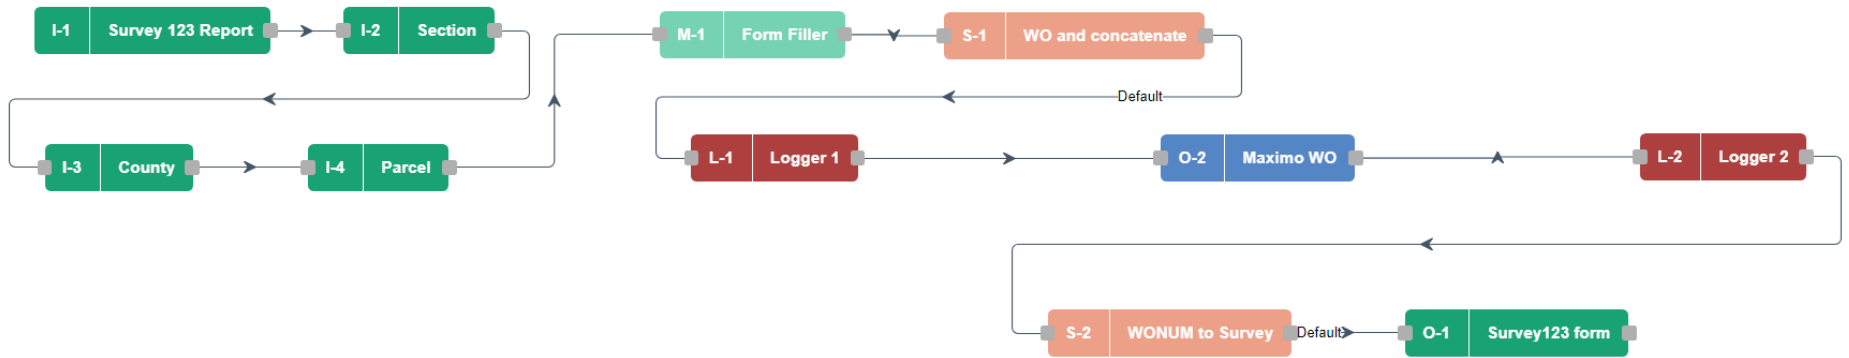 I-1 Survey 123 Report
I-2 Section
M-1 Form Filler
S-1 WO and concatenate
Default
I-3 County
I-4 Parcel
L-1 Logger 1
O-2 Maximo WO
L-2 Logger 2
S-2 WONUM to Survey
Default
O-1 Survey123 form